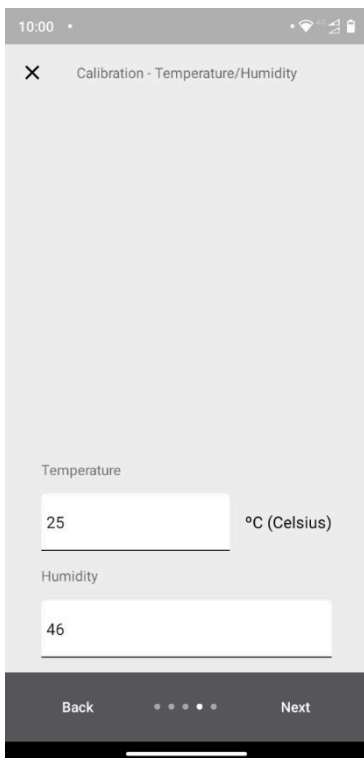 10:00
Calibration - Temperature/Humidity
Temperature
25 ºC (Celsius)
Humidity
46
Back Next